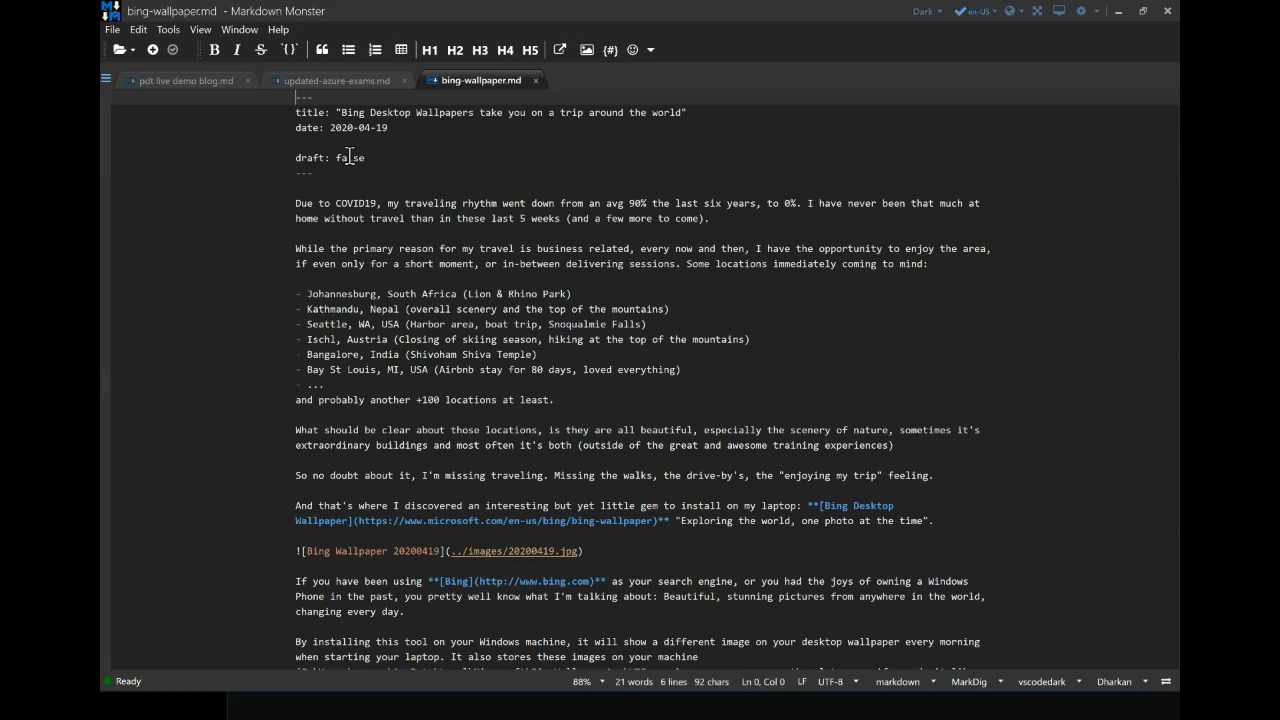 bing-wallpaper.md - Markdown Monster
Dark en-US
File Edit Tools View Window Help
B I S H1 H2 H3 H4 H5 {#}
pdt live demo blog.md × updated-azure-exams.md × bing-wallpaper.md ×
---
title: "Bing Desktop Wallpapers take you on a trip around the world"
date: 2020-04-19
draft: false
---
Due to COVID19, my traveling rhythm went down from an avg 90% the last six years, to 0%. I have never been that much at
home without travel than in these last 5 weeks (and a few more to come).
While the primary reason for my travel is business related, every now and then, I have the opportunity to enjoy the area,
if even only for a short moment, or in-between delivering sessions. Some locations immediately coming to mind:
- Johannesburg, South Africa (Lion & Rhino Park)
- Kathmandu, Nepal (overall scenery and the top of the mountains)
- Seattle, WA, USA (Harbor area, boat trip, Snoqualmie Falls)
- Ischl, Austria (Closing of skiing season, hiking at the top of the mountains)
- Bangalore, India (Shivoham Shiva Temple)
- Bay St Louis, MI, USA (Airbnb stay for 80 days, loved everything)
- ...
and probably another +100 locations at least.
What should be clear about those locations, is they are all beautiful, especially the scenery of nature, sometimes it's
extraordinary buildings and most often it's both (outside of the great and awesome training experiences)
So no doubt about it, I'm missing traveling. Missing the walks, the drive-by's, the "enjoying my trip" feeling.
And that's where I discovered an interesting but yet little gem to install on my laptop: **[Bing Desktop
Wallpaper](https://www.microsoft.com/en-us/bing/bing-wallpaper)** "Exploring the world, one photo at the time".
![Bing Wallpaper 20200419](../images/20200419.jpg)
If you have been using **[Bing](http://www.bing.com)** as your search engine, or you had the joys of owning a Windows
Phone in the past, you pretty well know what I'm talking about: Beautiful, stunning pictures from anywhere in the world,
changing every day.
By installing this tool on your Windows machine, it will show a different image on your desktop wallpaper every morning
when starting your laptop. It also stores these images on your machine
Ready 88% 21 words 6 lines 92 chars Ln 0, Col 0 LF UTF-8 markdown MarkDig vscodedark Dharkan